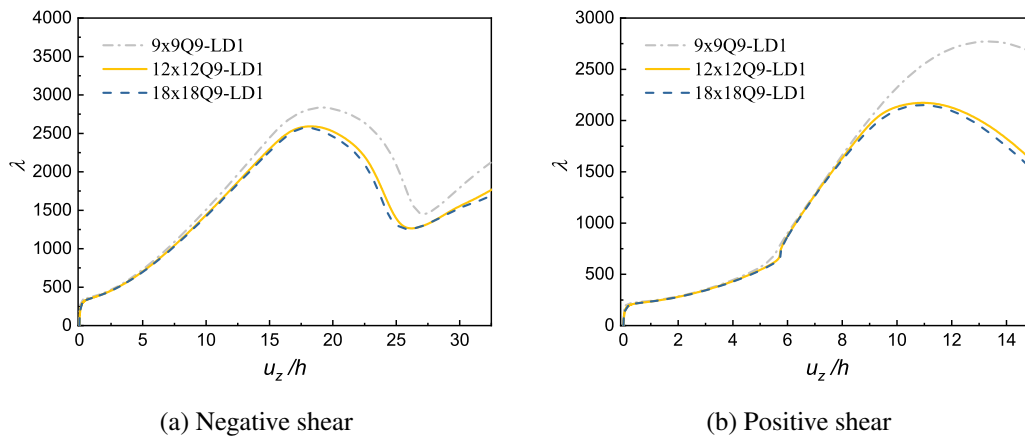 4000
3500
3000
2500
2000
1500
1000
500
0
λ
9x9Q9-LD1
12x12Q9-LD1
18x18Q9-LD1
0 5 10 15 20 25 30
u_z /h
(a) Negative shear
3000
2500
2000
1500
1000
500
0
λ
9x9Q9-LD1
12x12Q9-LD1
18x18Q9-LD1
0 2 4 6 8 10 12 14
u_z /h
(b) Positive shear